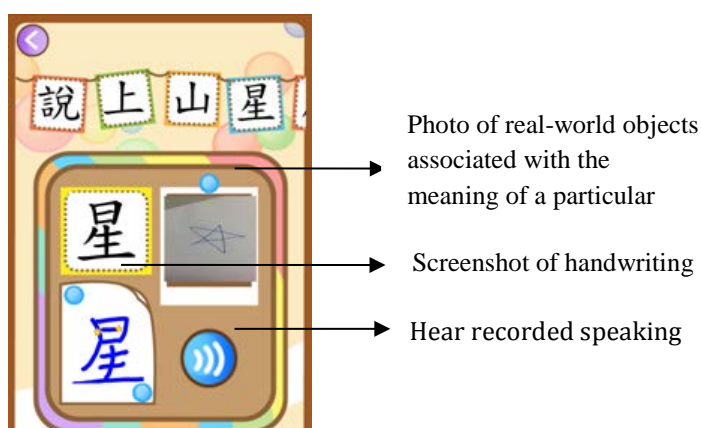 說 上 山 星
星
星
Photo of real-world objects
associated with the
meaning of a particular
Screenshot of handwriting
Hear recorded speaking